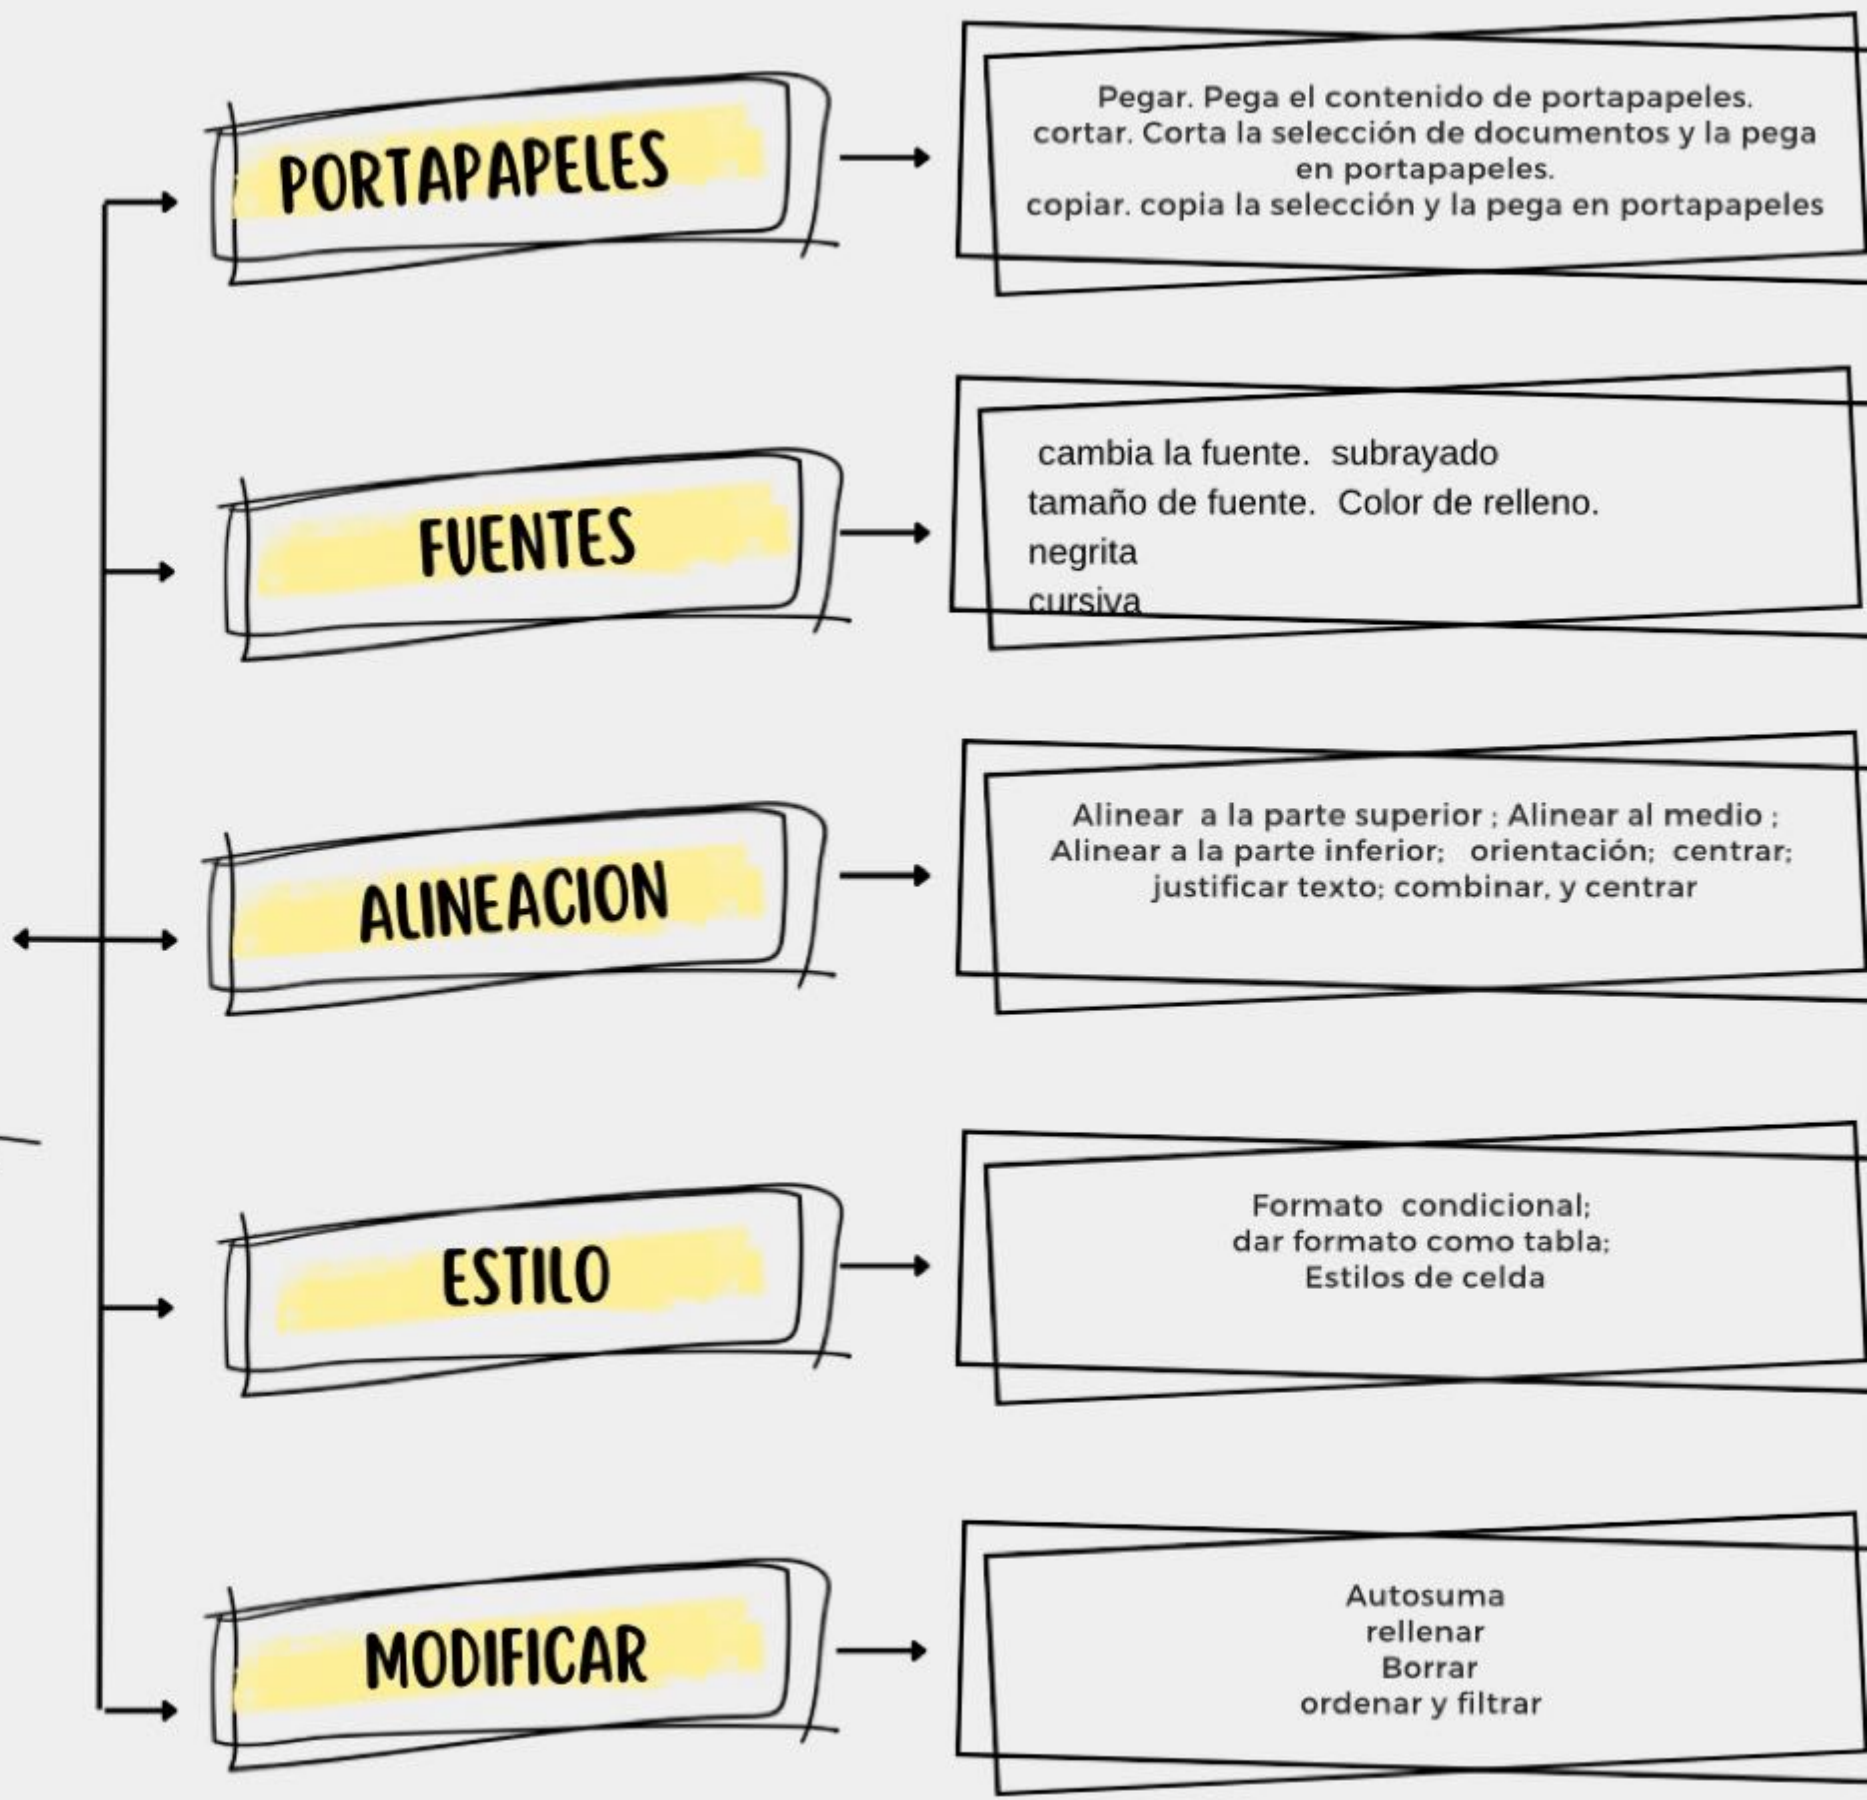 PORTAPAPELES
Pegar. Pega el contenido de portapapeles.
cortar. Corta la selección de documentos y la pega
en portapapeles.
copiar. copia la selección y la pega en portapapeles
FUENTES
cambia la fuente.  subrayado
tamaño de fuente.  Color de relleno.
negrita
cursiva
ALINEACION
Alinear  a la parte superior ; Alinear al medio ;
Alinear a la parte inferior;  orientación;  centrar;
justificar texto; combinar, y centrar
ESTILO
Formato  condicional;
dar formato como tabla;
Estilos de celda
MODIFICAR
Autosuma
rellenar
Borrar
ordenar y filtrar